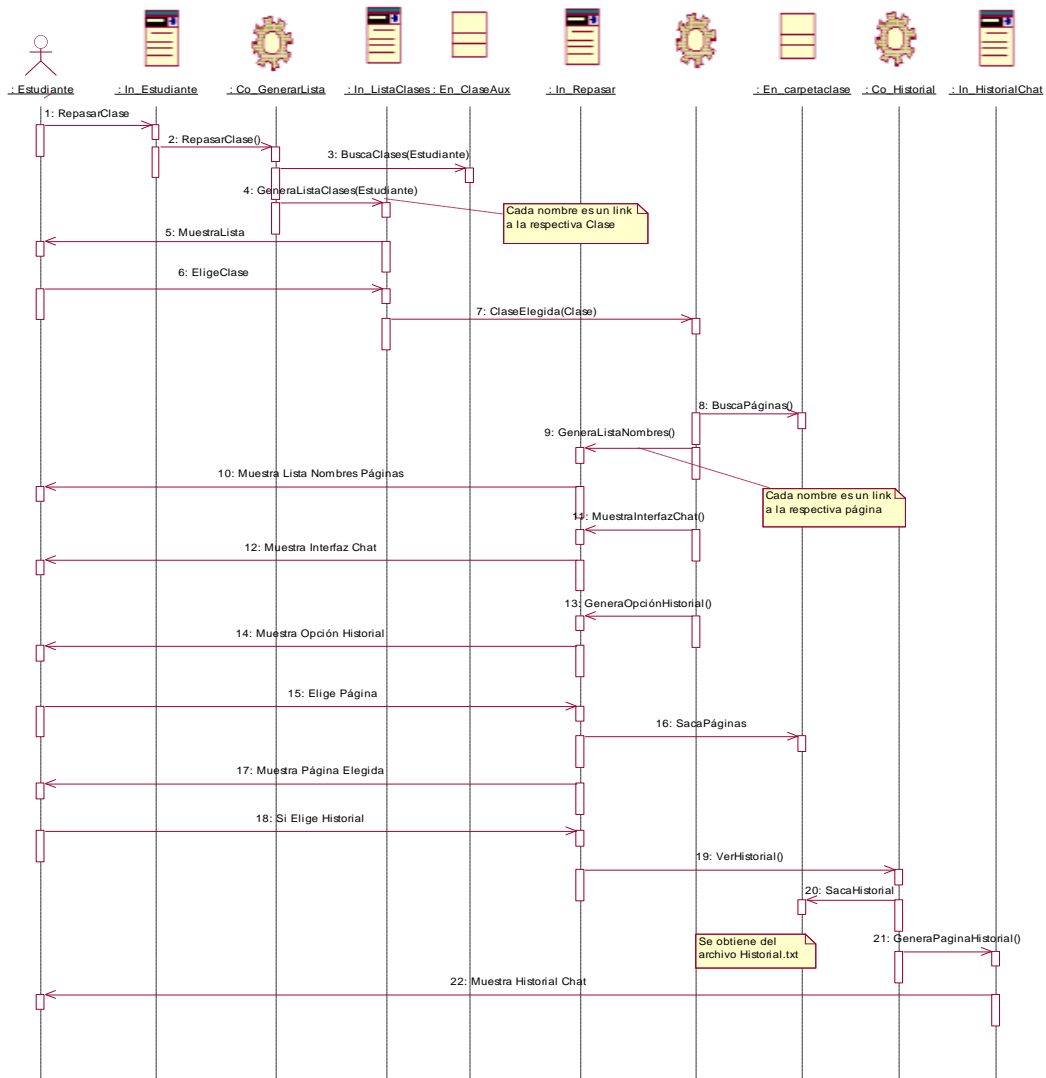 : Estudiante
: In_Estudiante
: Co_GenerarLista
: In_ListaClases
: En_ClaseAux
: In_Repasar
: En_carpetaclase
: Co_Historial
: In_HistorialChat
1: RepasarClase
2: RepasarClase()
3: BuscaClases(Estudiante)
4: GeneraListaClases(Estudiante)
Cada nombre es un link
a la respectiva Clase
5: MuestraLista
6: EligeClase
7: ClaseElegida(Clase)
8: BuscaPáginas()
9: GeneraListaNombres()
10: Muestra Lista Nombres Páginas
Cada nombre es un link
a la respectiva página
11: MuestraInterfazChat()
12: Muestra Interfaz Chat
13: GeneraOpciónHistorial()
14: Muestra Opción Historial
15: Elige Página
16: SacaPáginas
17: Muestra Página Elegida
18: Si Elige Historial
19: VerHistorial()
20: SacaHistorial
Se obtiene del
archivo Historial.txt
21: GeneraPaginaHistorial()
22: Muestra Historial Chat